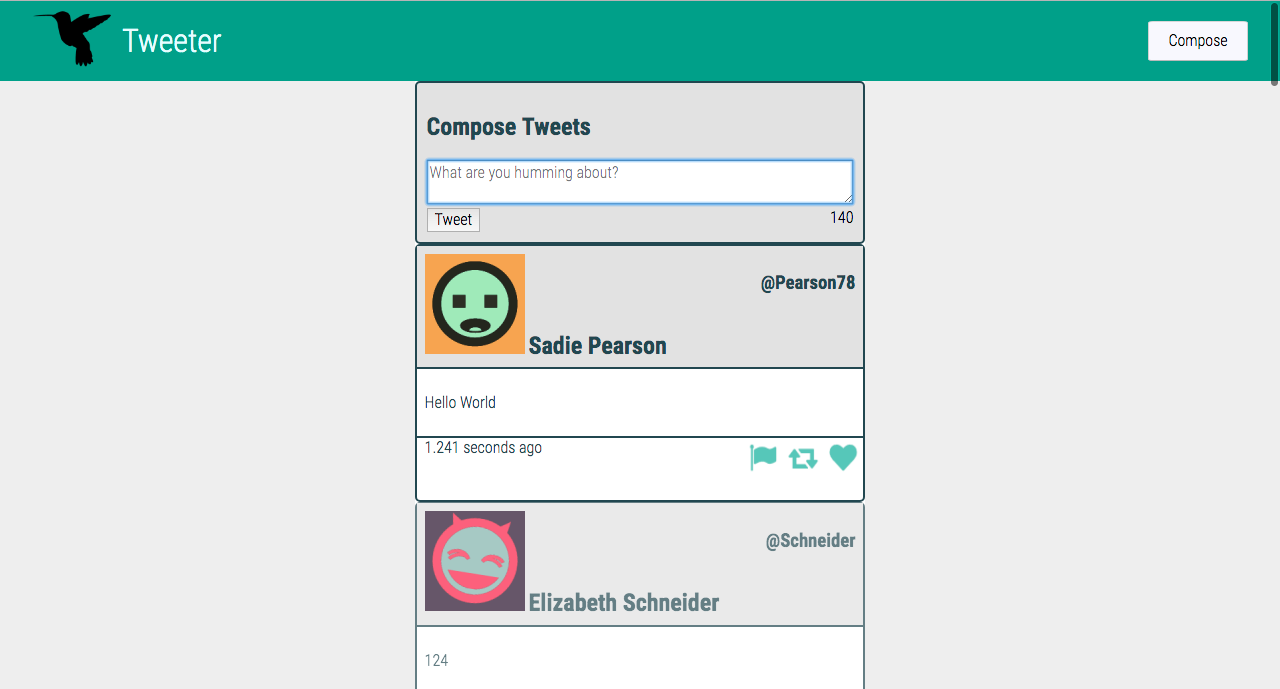 Tweeter
Compose
Compose Tweets
What are you humming about?
Tweet
140
@Pearson78
Sadie Pearson
Hello World
1.241 seconds ago
@Schneider
Elizabeth Schneider
124